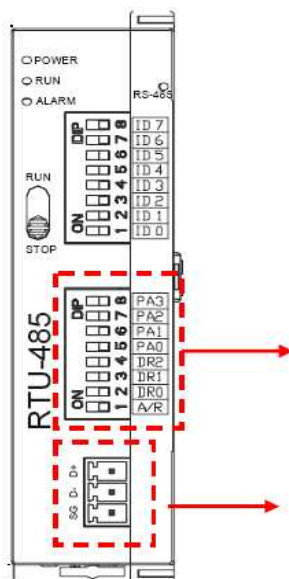 POWER
RUN
ALARM
RS-485
DIP
ON
8
7
6
5
4
3
2
1
ID 7
ID 6
ID 5
ID 4
ID 3
ID 2
ID 1
ID 0
RUN
STOP
RTU-485
DIP
ON
8
7
6
5
4
3
2
1
PA3
PA2
PA1
PA0
DR2
DR1
DR0
A/R
D+
D-
SG